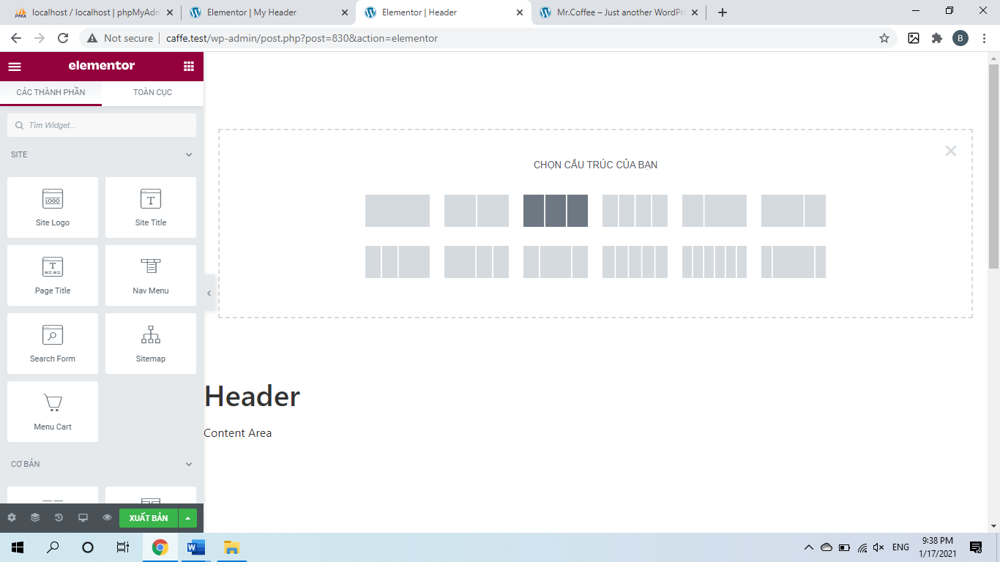 localhost / localhost | phpMyAdm
Elementor | My Header
Elementor | Header
Mr.Coffee – Just another WordPre
Not secure
caffe.test/wp-admin/post.php?post=830&action=elementor
B
elementor
CÁC THÀNH PHẦN
TOÀN CỤC
Tìm Widget...
SITE
LOGO
Site Logo
T
Site Title
T
Page Title
Nav Menu
Search Form
Sitemap
Menu Cart
CƠ BẢN
XUẤT BẢN
CHỌN CẤU TRÚC CỦA BẠN
Header
Content Area
ENG
9:38 PM
1/17/2021